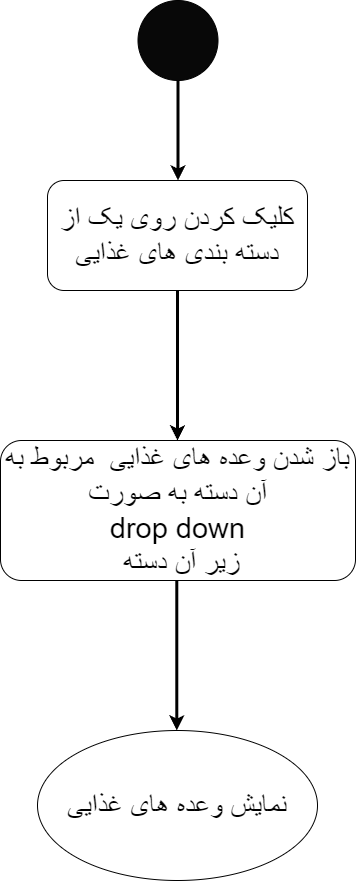 کلیک کردن روی یک از
دسته بندی های غذایی
باز شدن وعده های غذایی مربوط به
آن دسته به صورت
drop down
زیر آن دسته
نمایش وعده های غذایی